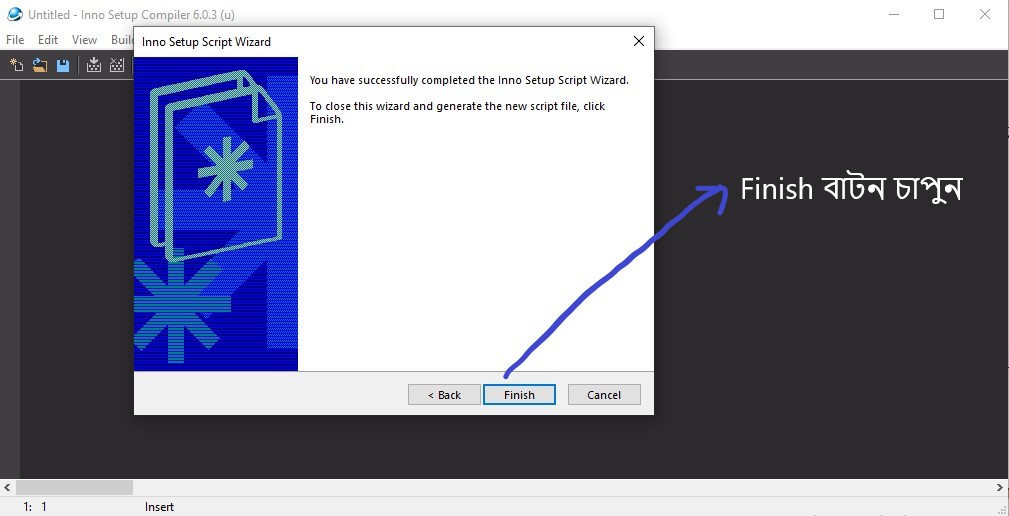 Untitled - Inno Setup Compiler 6.0.3 (u)
File Edit View
Inno Setup Script Wizard
You have successfully completed the Inno Setup Script Wizard.
To close this wizard and generate the new script file, click
Finish.
Finish বাটন চাপুন
< Back Finish Cancel
1: 1 Insert